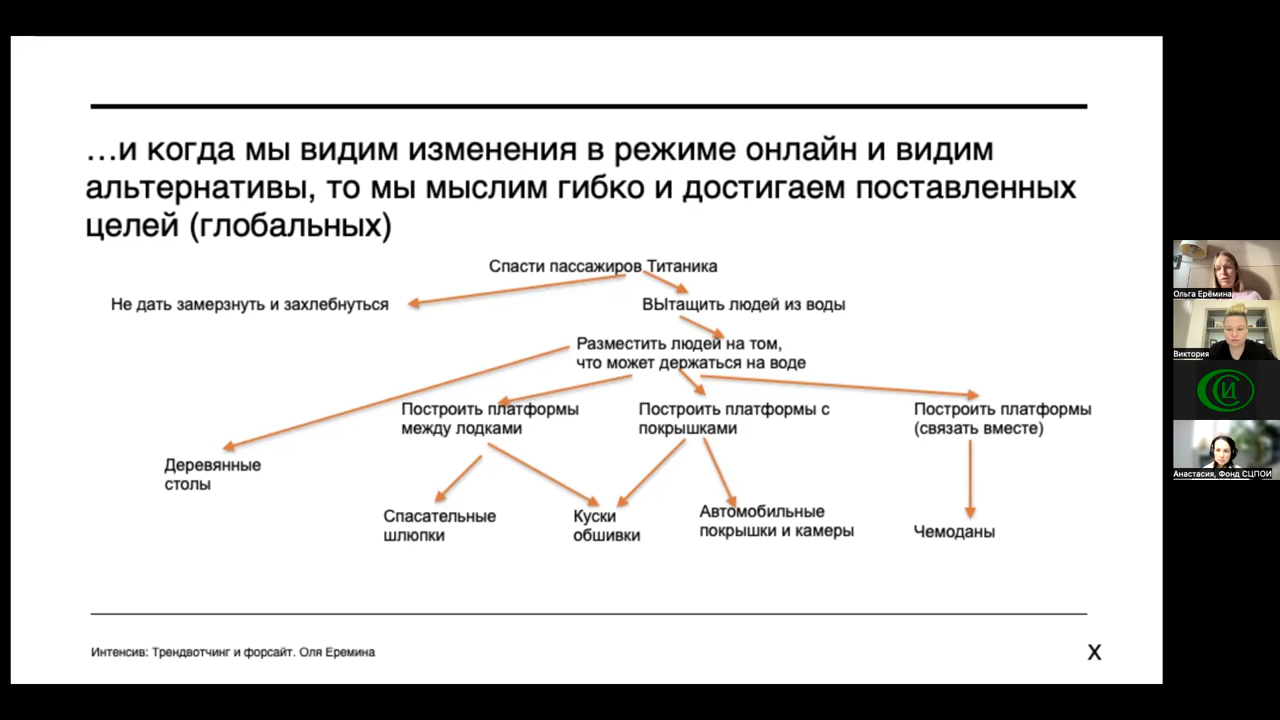 …и когда мы видим изменения в режиме онлайн и видим
альтернативы, то мы мыслим гибко и достигаем поставленных
целей (глобальных)
Спасти пассажиров Титаника
Не дать замерзнуть и захлебнуться
ВЫтащить людей из воды
Разместить людей на том,
что может держаться на воде
Построить платформы
между лодками
Построить платформы с
покрышками
Построить платформы
(связать вместе)
Деревянные
столы
Спасательные
шлюпки
Куски
обшивки
Автомобильные
покрышки и камеры
Чемоданы
Интенсив: Трендвотчинг и форсайт. Оля Еремина
X
Ольга Ерёмина
Виктория
СИД
Анастасия, Фонд СЦПОИ